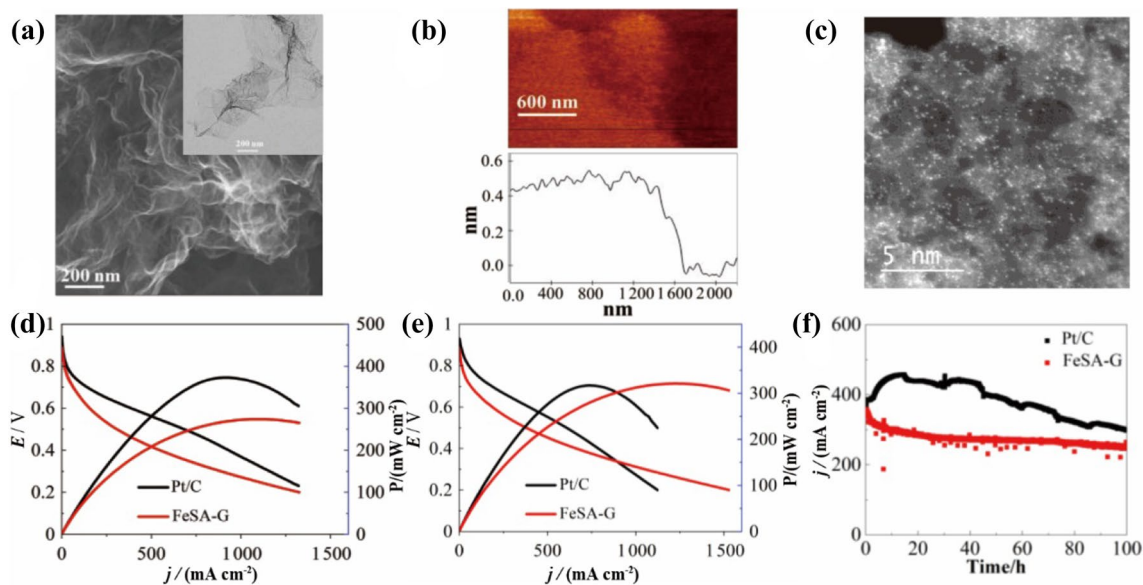 (a)
200 nm
200 nm
(b)
600 nm
0.6
0.4
0.2
0.0
nm
0.0 400 800 1200 1600 2 000
nm
(c)
5 nm
(d)
1
0.8
0.6
0.4
0.2
0
E / V
500
400
300
200
100
0
P/(mW cm-2)
Pt/C
FeSA-G
0 500 1000 1500
j / (mA cm-2)
(e)
1
0.8
0.6
0.4
0.2
0
E / V
400
300
200
100
0
P/(mW cm-2)
Pt/C
FeSA-G
0 500 1000 1500
j / (mA cm-2)
(f)
600
400
200
0
j / (mA cm-2)
Pt/C
FeSA-G
0 20 40 60 80 100
Time/h